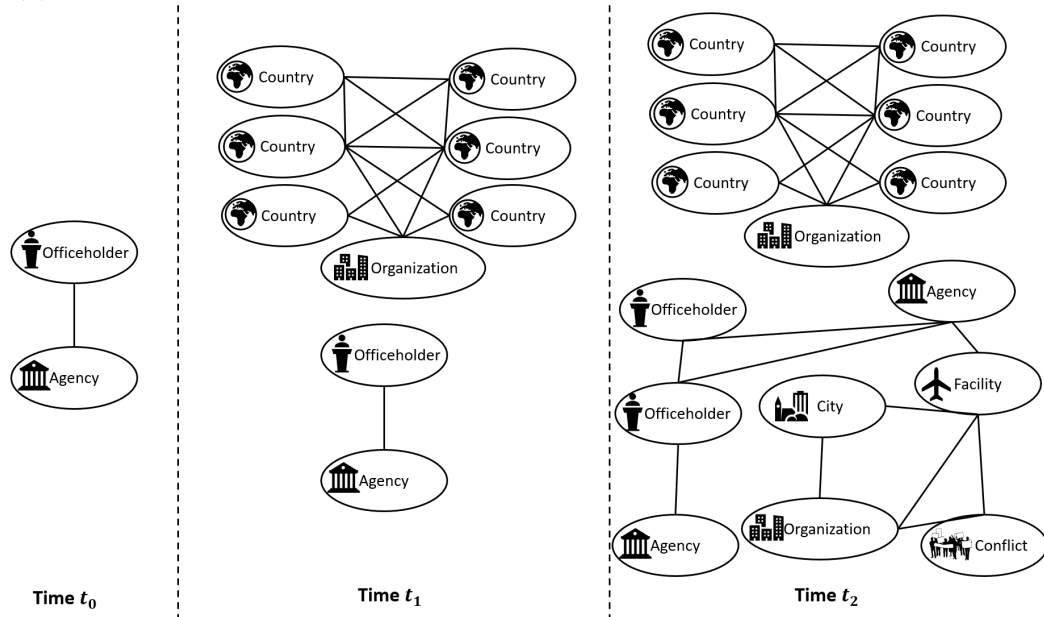 Officeholder
Agency
Time t0
Country Country
Country Country
Country Country
Organization
Officeholder
Agency
Time t1
Country Country
Country Country
Country Country
Organization
Agency
Officeholder
Facility
Officeholder City
Agency Organization Conflict
Time t2